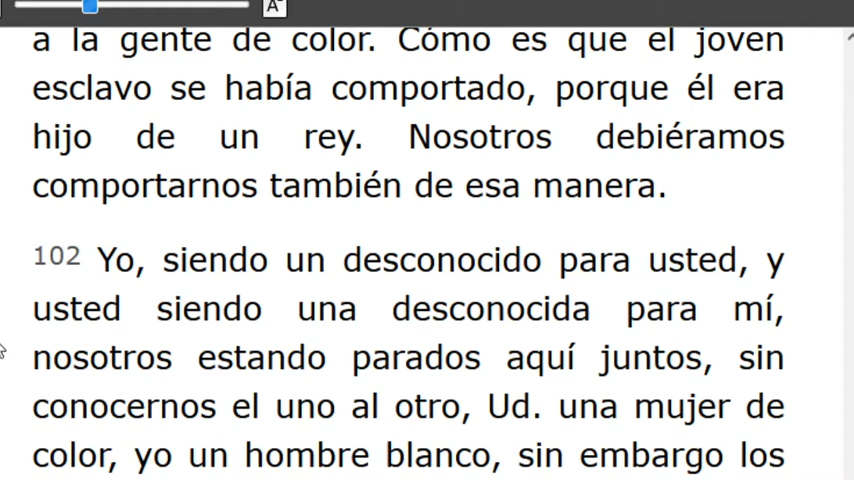 A
a la gente de color. Cómo es que el joven
esclavo se había comportado, porque él era
hijo de un rey. Nosotros debiéramos
comportarnos también de esa manera.
102 Yo, siendo un desconocido para usted, y
usted siendo una desconocida para mí,
nosotros estando parados aquí juntos, sin
conocernos el uno al otro, Ud. una mujer de
color, yo un hombre blanco, sin embargo los